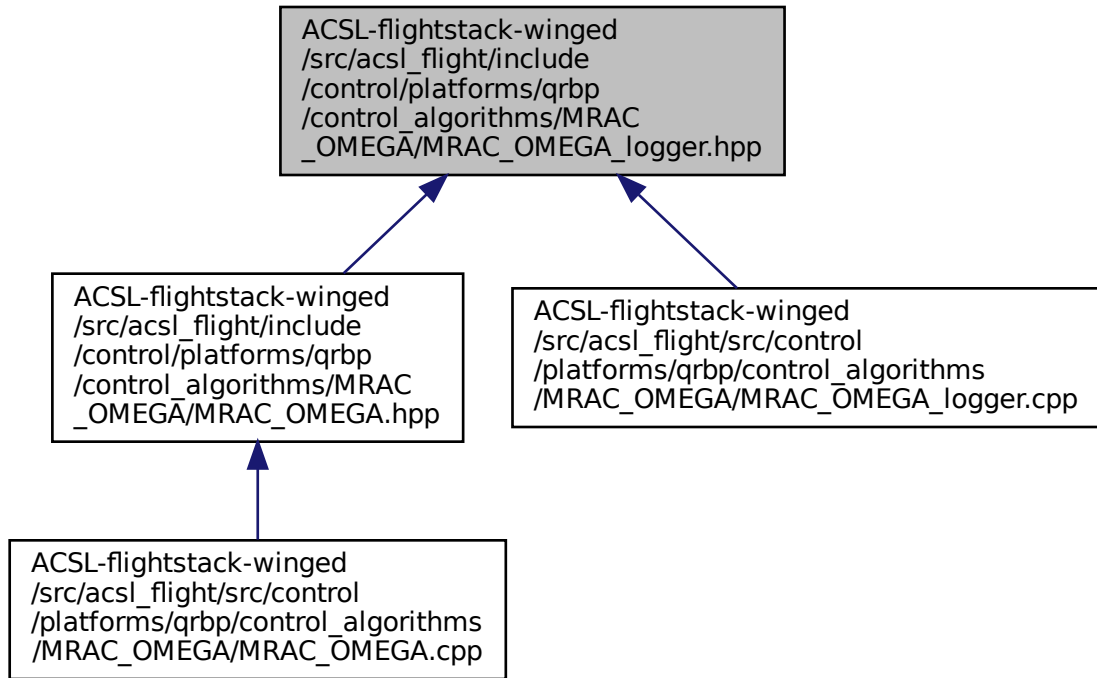 ACSL-flightstack-winged
/src/acsl_flight/include
/control/platforms/qrbp
/control_algorithms/MRAC
_OMEGA/MRAC_OMEGA_logger.hpp
ACSL-flightstack-winged
/src/acsl_flight/include
/control/platforms/qrbp
/control_algorithms/MRAC
_OMEGA/MRAC_OMEGA.hpp
ACSL-flightstack-winged
/src/acsl_flight/src/control
/platforms/qrbp/control_algorithms
/MRAC_OMEGA/MRAC_OMEGA_logger.cpp
ACSL-flightstack-winged
/src/acsl_flight/src/control
/platforms/qrbp/control_algorithms
/MRAC_OMEGA/MRAC_OMEGA.cpp